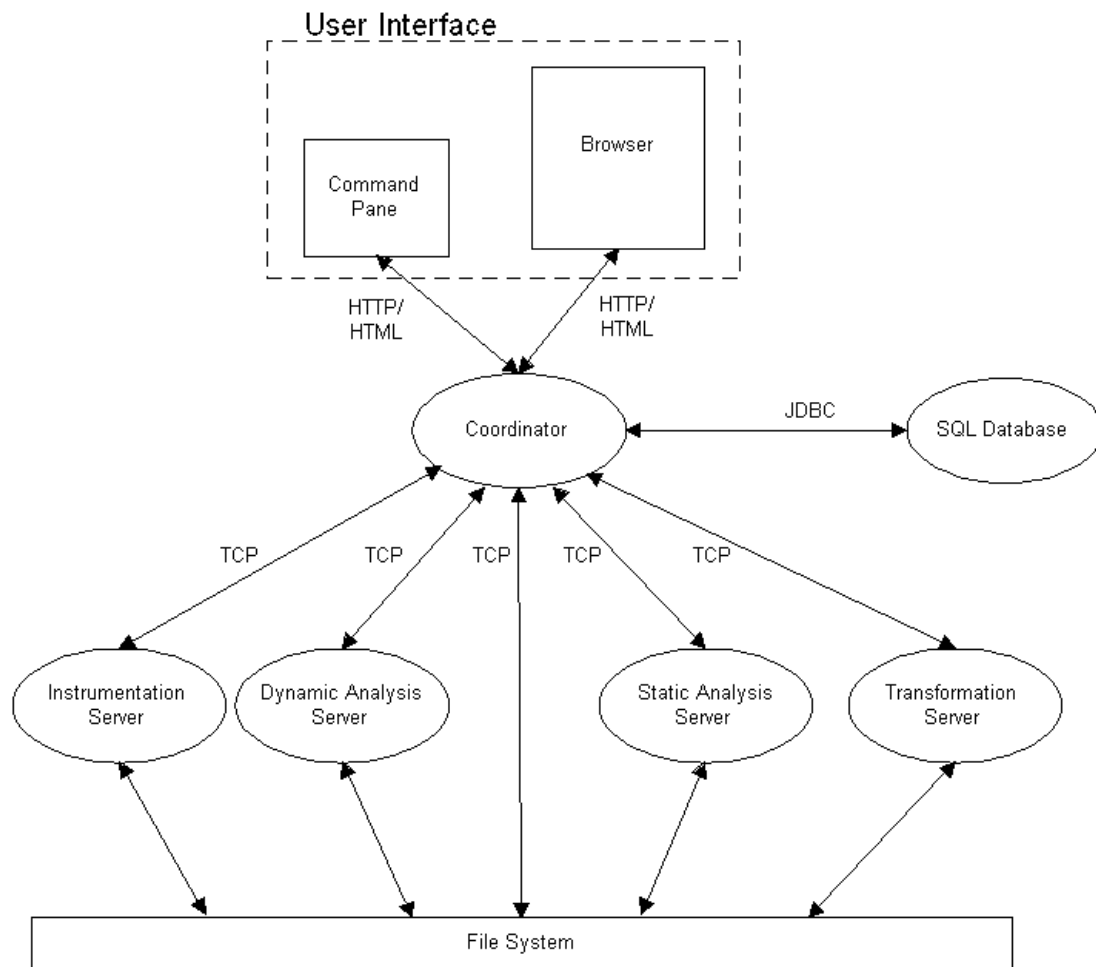 User Interface
Browser
Command
Pane
HTTP/
HTML
HTTP/
HTML
JDBC
Coordinator
SQL Database
TCP
TCP
TCP
TCP
TCP
Instrumentation
Server
Dynamic Analysis
Server
Static Analysis
Server
Transformation
Server
File System